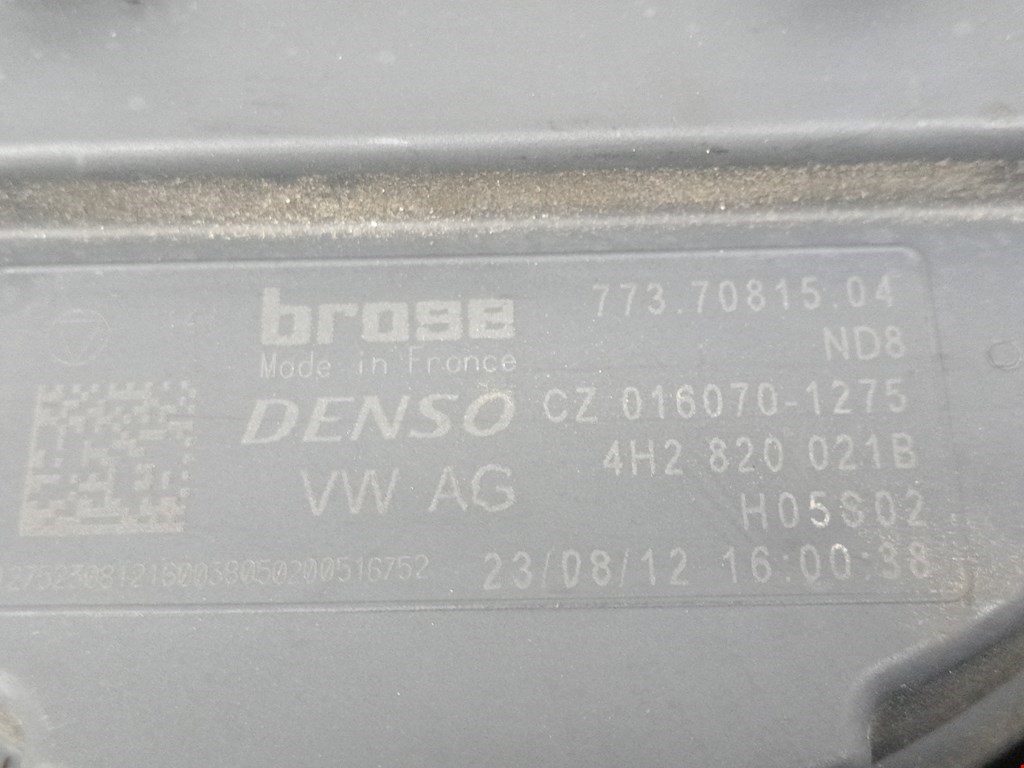 brose 773.70815.04
Made in France ND8
DENSO CZ 016070-1275
VW AG 4H2 820 021B
H05S02
1275230812160038050200516752 23/08/12 16:00:38